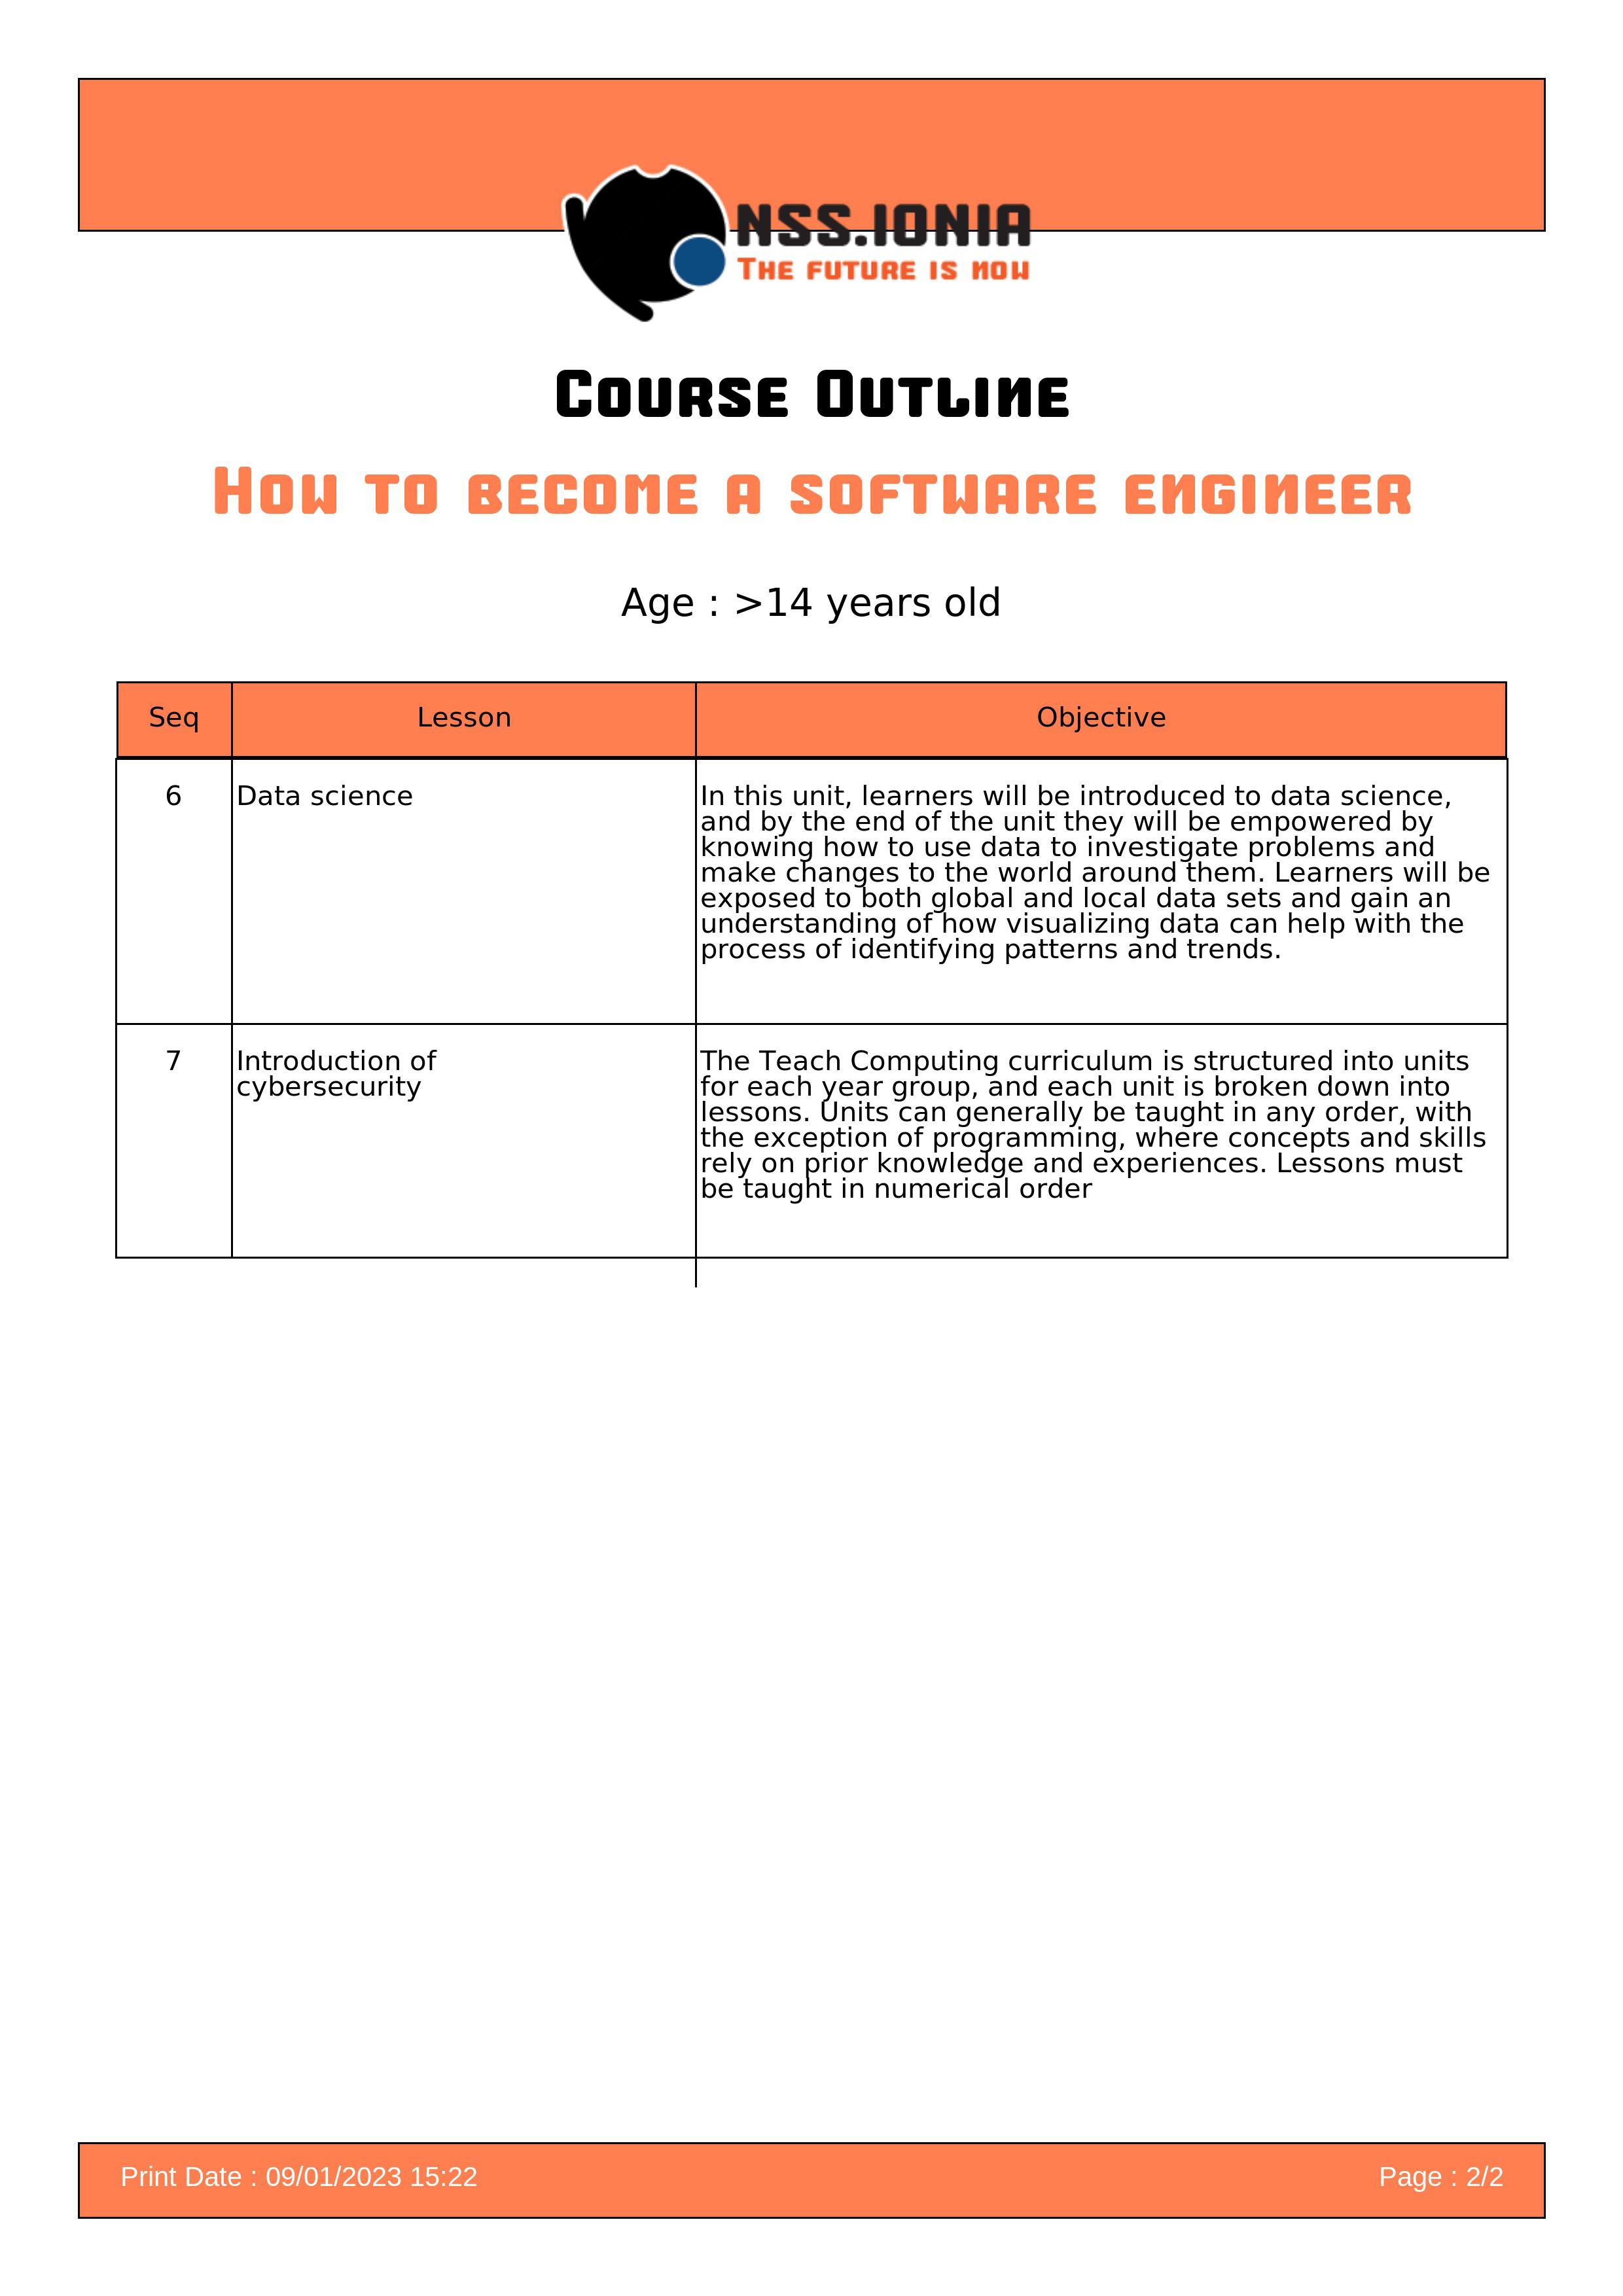 NSS.IONIA
The future is now
Course Outline
How to become a software engineer
Age : >14 years old
Seq Lesson Objective
6 Data science In this unit, learners will be introduced to data science,
and by the end of the unit they will be empowered by
knowing how to use data to investigate problems and
make changes to the world around them. Learners will be
exposed to both global and local data sets and gain an
understanding of how visualizing data can help with the
process of identifying patterns and trends.
7 Introduction of The Teach Computing curriculum is structured into units
cybersecurity for each year group, and each unit is broken down into
lessons. Units can generally be taught in any order, with
the exception of programming, where concepts and skills
rely on prior knowledge and experiences. Lessons must
be taught in numerical order
Print Date : 09/01/2023 15:22 Page : 2/2